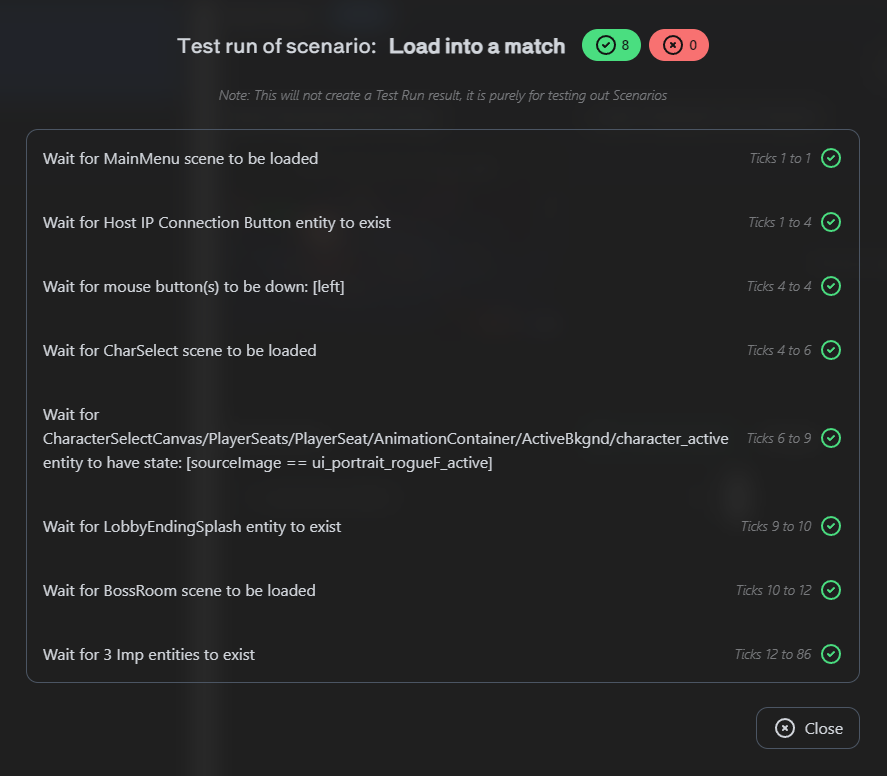 Test run of scenario: Load into a match 8 0
Note: This will not create a Test Run result, it is purely for testing out Scenarios
Wait for MainMenu scene to be loaded Ticks 1 to 1
Wait for Host IP Connection Button entity to exist Ticks 1 to 4
Wait for mouse button(s) to be down: [left] Ticks 4 to 4
Wait for CharSelect scene to be loaded Ticks 4 to 6
Wait for
CharacterSelectCanvas/PlayerSeats/PlayerSeat/AnimationContainer/ActiveBkgnd/character_active Ticks 6 to 9
entity to have state: [sourceImage == ui_portrait_rogueF_active]
Wait for LobbyEndingSplash entity to exist Ticks 9 to 10
Wait for BossRoom scene to be loaded Ticks 10 to 12
Wait for 3 Imp entities to exist Ticks 12 to 86
Close